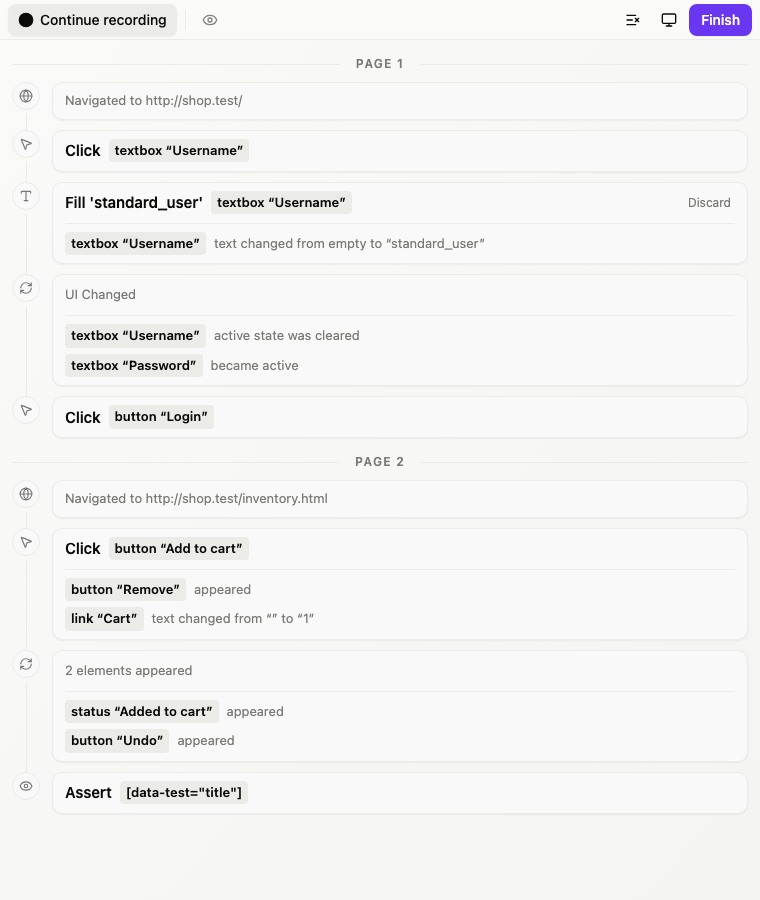 Continue recording
Finish
PAGE 1
Navigated to http://shop.test/
Click textbox “Username”
Fill 'standard_user' textbox “Username” Discard
textbox “Username” text changed from empty to “standard_user”
UI Changed
textbox “Username” active state was cleared
textbox “Password” became active
Click button “Login”
PAGE 2
Navigated to http://shop.test/inventory.html
Click button “Add to cart”
button “Remove” appeared
link “Cart” text changed from “” to “1”
2 elements appeared
status “Added to cart” appeared
button “Undo” appeared
Assert [data-test="title"]